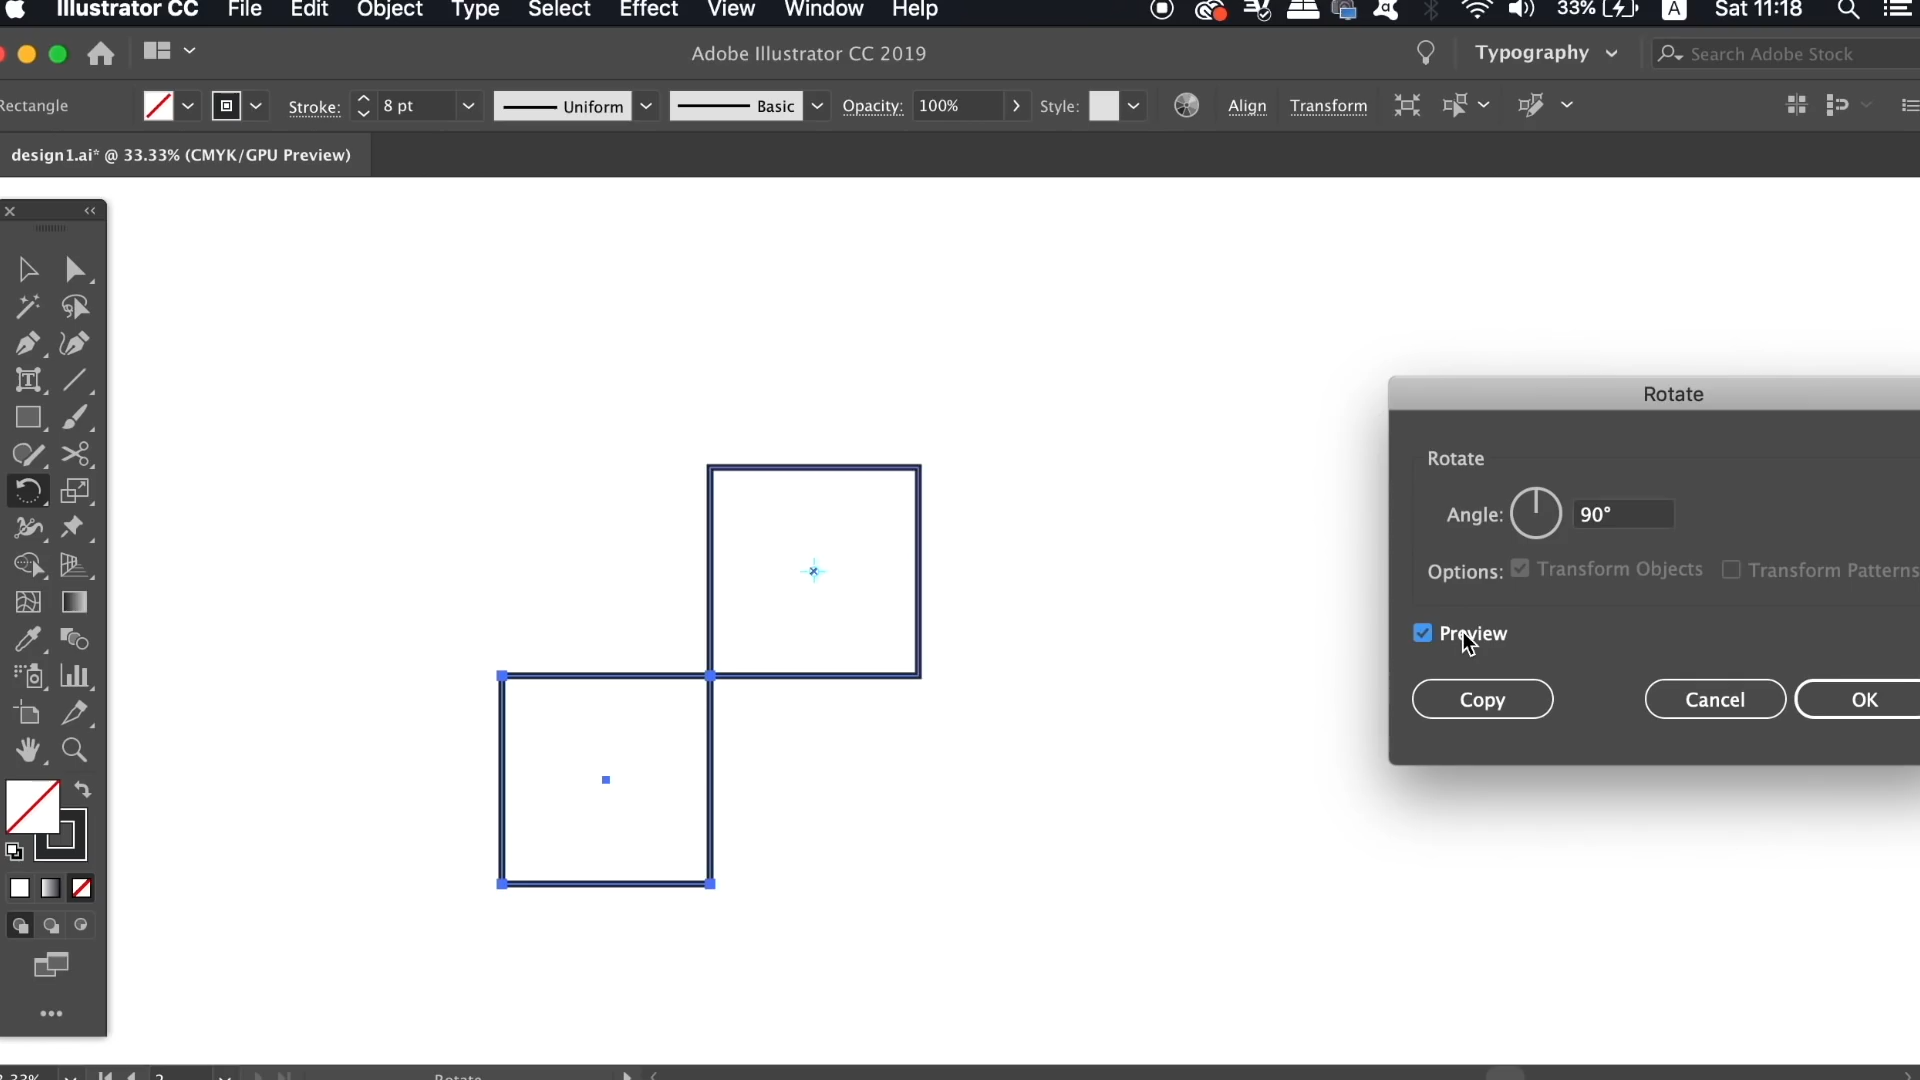 Illustrator CC File Edit Object Type Select Effect View Window Help 33% A Sat 11:18
Adobe Illustrator CC 2019 Typography Search Adobe Stock
Rectangle Stroke: 8 pt Uniform Basic Opacity: 100% Style: Align Transform
design1.ai* @ 33.33% (CMYK/GPU Preview)
Rotate
Rotate
Angle: 90°
Options: Transform Objects Transform Patterns
Preview
Copy Cancel OK
2 Rotate